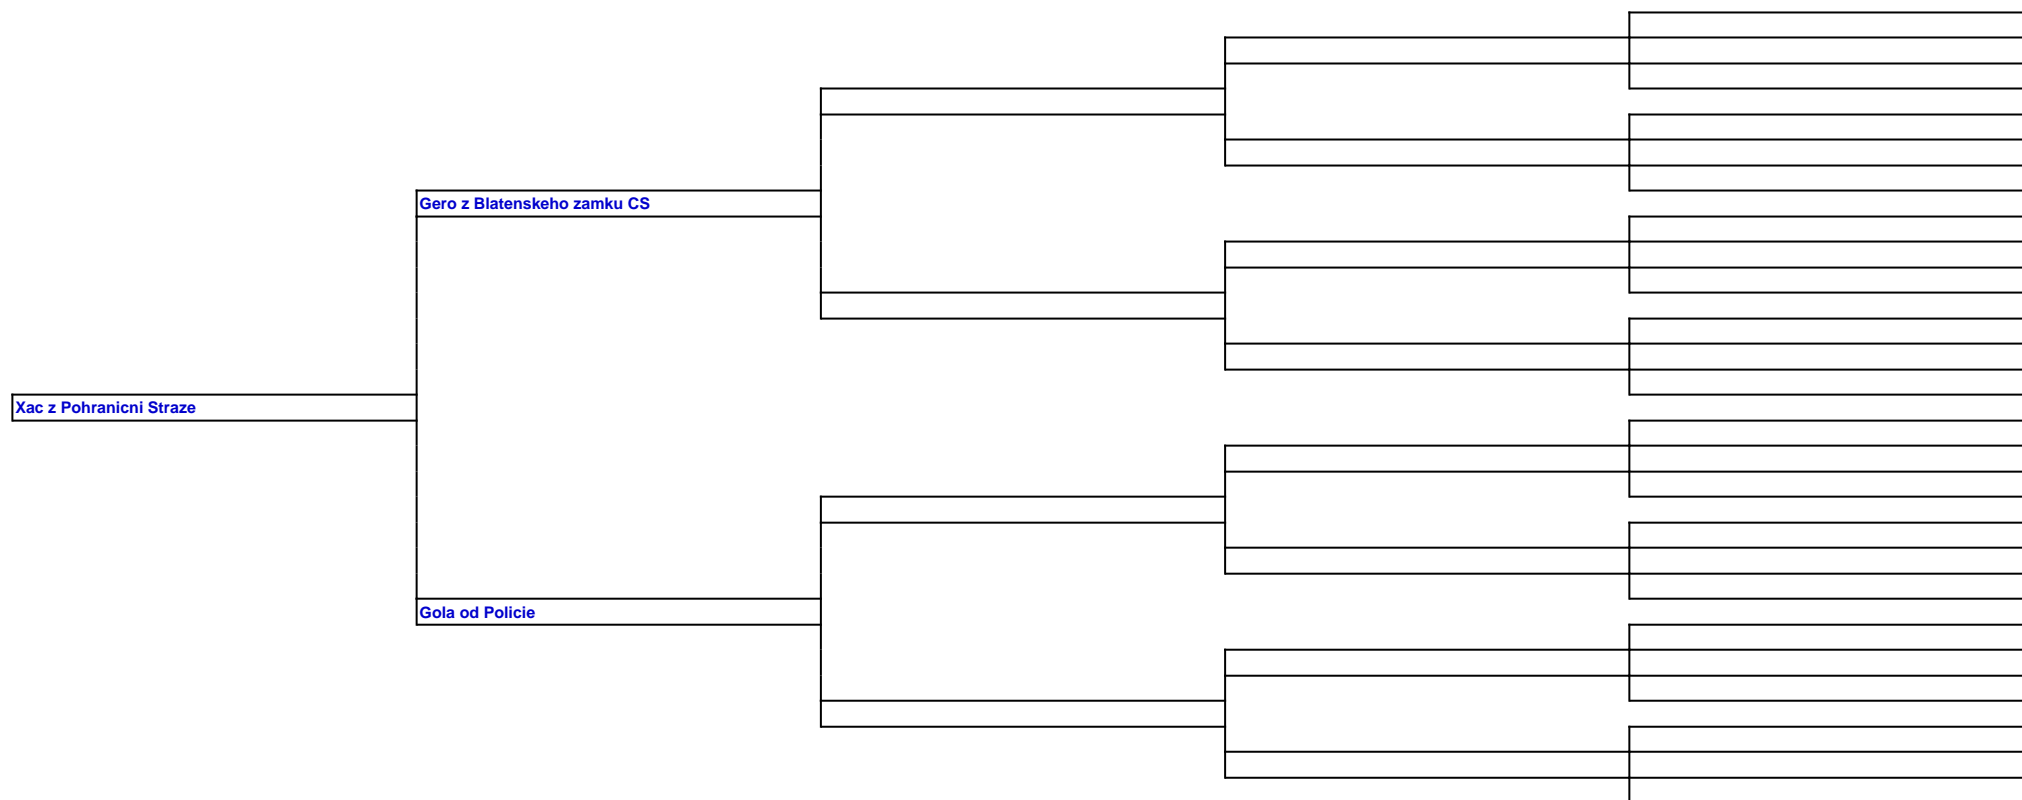 Gero z Blatenskeho zamku CS
Xac z Pohranicni Straze
Gola od Policie